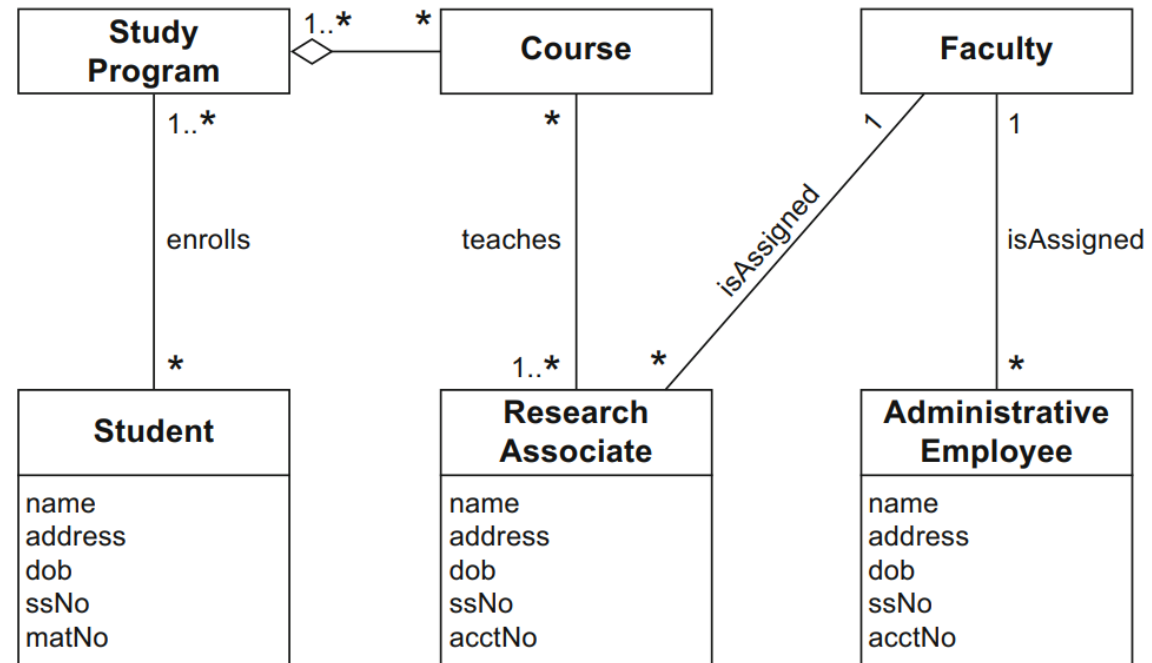 Study
Program
1..*
*
Course
Faculty
1..*
*
1
1
enrolls
teaches
isAssigned
isAssigned
*
1..*
*
*
Student
name
address
dob
ssNo
matNo
Research
Associate
name
address
dob
ssNo
acctNo
Administrative
Employee
name
address
dob
ssNo
acctNo